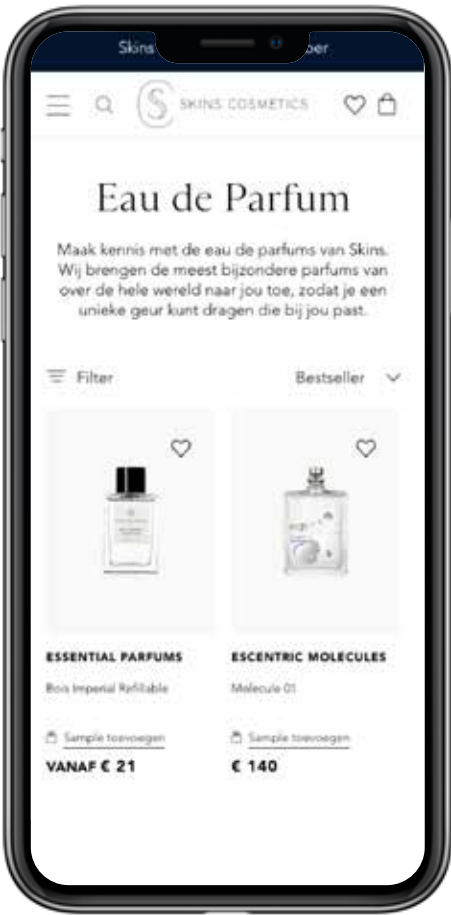 Skins
SKINS COSMETICS
Eau de Parfum
Maak kennis met de eau de parfums van Skins.
Wij brengen de meest bijzondere parfums van
over de hele wereld naar jou toe, zodat je een
unieke geur kunt dragen die bij jou past.
Filter Bestseller
ESSENTIAL PARFUMS ESCENTRIC MOLECULES
Bois Imperial Refillable Molecule 01
Sample toevoegen Sample toevoegen
VANAF € 21 € 140